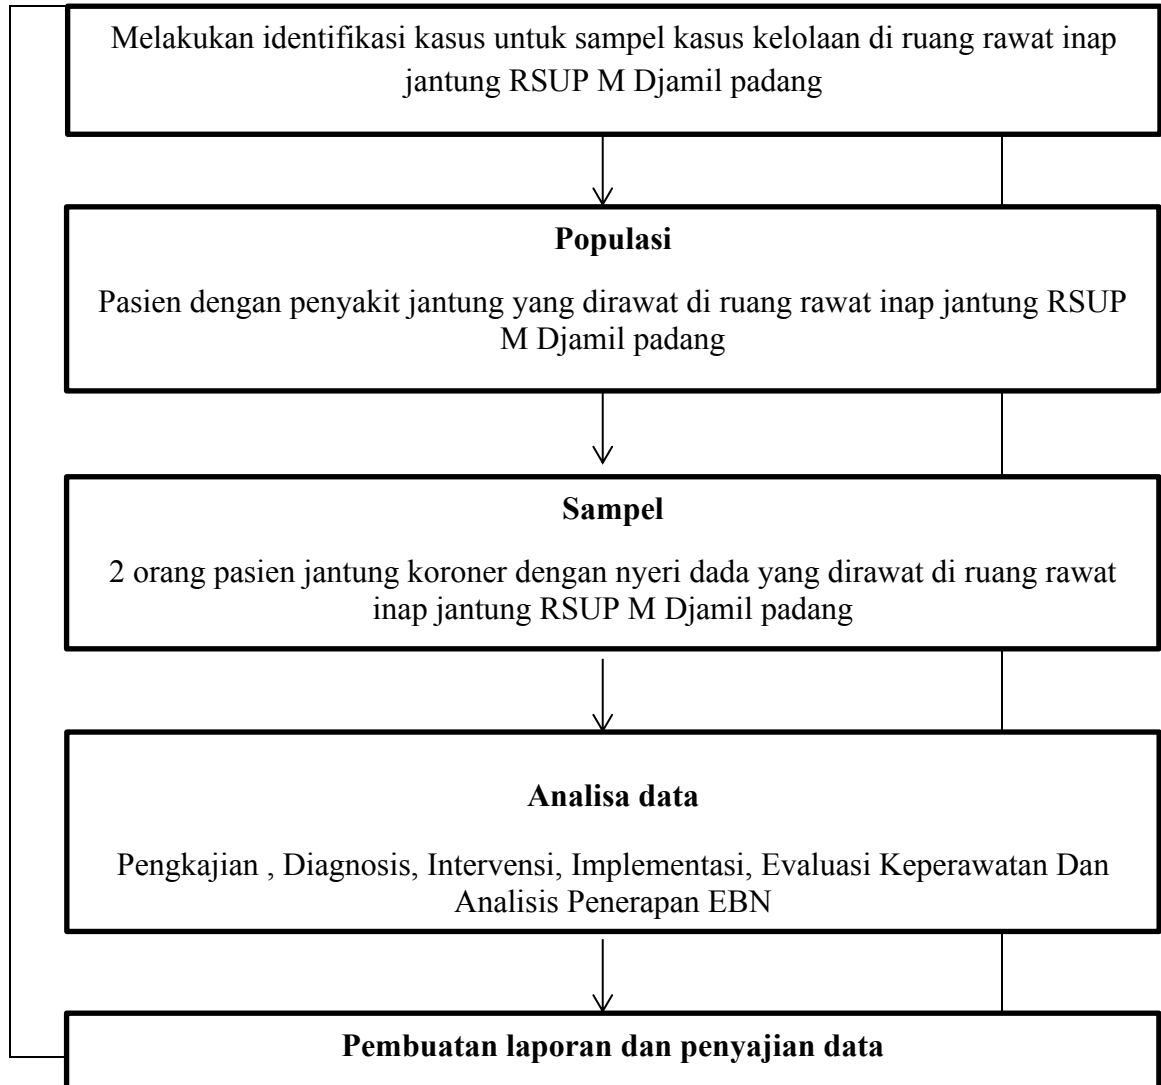 Melakukan identifikasi kasus untuk sampel kasus kelolaan di ruang rawat inap
jantung RSUP M Djamil padang
Populasi
Pasien dengan penyakit jantung yang dirawat di ruang rawat inap jantung RSUP
M Djamil padang
Sampel
2 orang pasien jantung koroner dengan nyeri dada yang dirawat di ruang rawat
inap jantung RSUP M Djamil padang
Analisa data
Pengkajian , Diagnosis, Intervensi, Implementasi, Evaluasi Keperawatan Dan
Analisis Penerapan EBN
Pembuatan laporan dan penyajian data